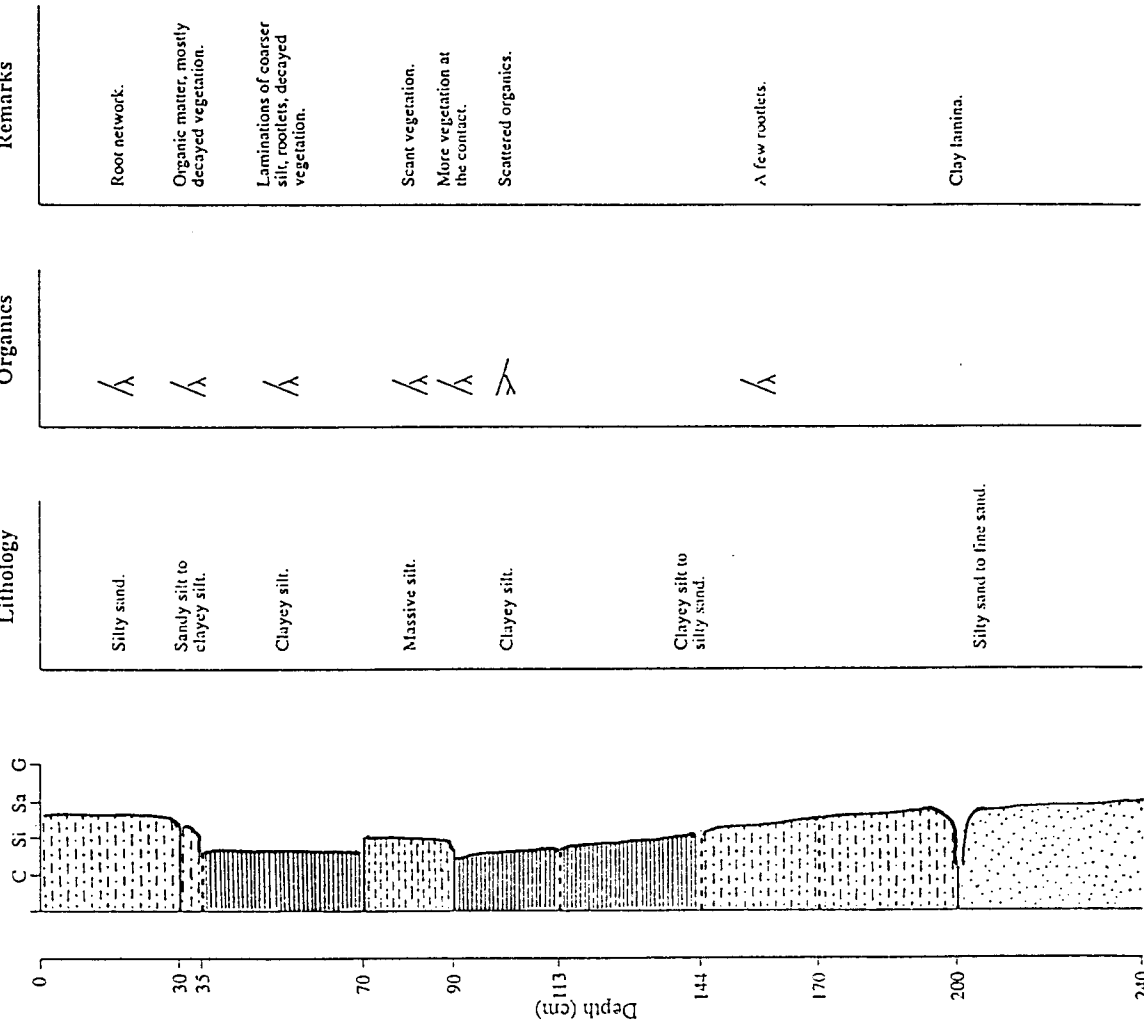 Remarks
Root network.
Organic matter, mostly
decayed vegetation.
Laminations of coarser
silt, rootlets, decayed
vegetation.
Scant vegetation.
More vegetation at
the contact.
Scattered organics.
A few rootlets.
Clay lamina.
Organics
Lithology
Silty sand.
Sandy silt to
clayey silt.
Clayey silt.
Massive silt.
Clayey silt.
Clayey silt to
silty sand.
Silty sand to fine sand.
C Si Sa G
Depth (cm)
0
30
35
70
90
113
144
170
200
240